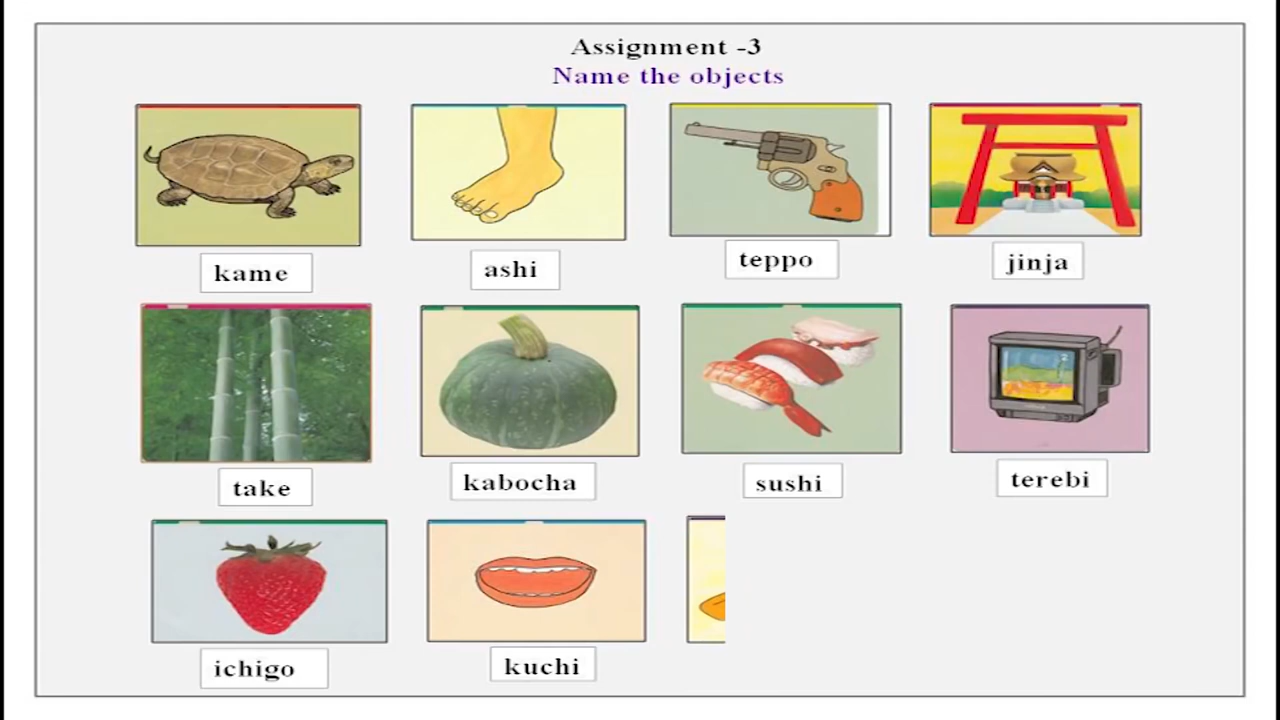 Assignment -3
Name the objects
kame
ashi
teppo
jinja
take
kabocha
sushi
terebi
ichigo
kuchi